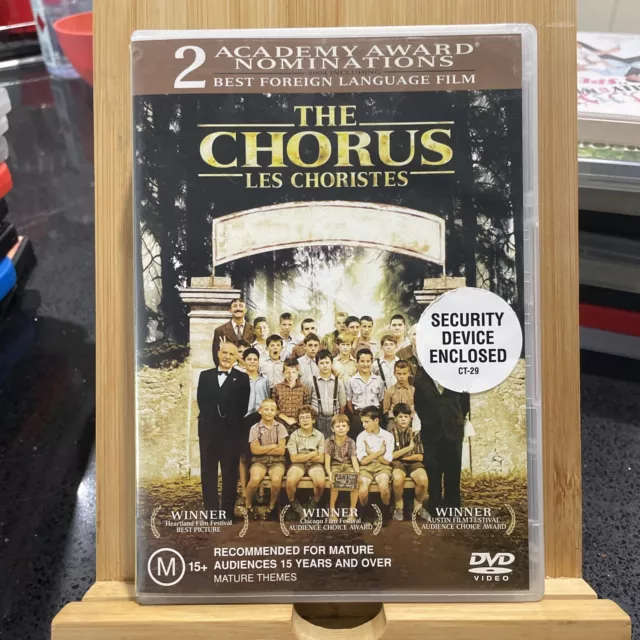 2 ACADEMY AWARD®
NOMINATIONS
2004 INCLUDING
BEST FOREIGN LANGUAGE FILM
THE
CHORUS
LES CHORISTES
SECURITY
DEVICE
ENCLOSED
CT-29
WINNER
Heartland Film Festival
BEST PICTURE
WINNER
Chicago Film Festival
AUDIENCE CHOICE AWARD
WINNER
AUSTIN FILM FESTIVAL
AUDIENCE CHOICE AWARD
M 15+
RECOMMENDED FOR MATURE
AUDIENCES 15 YEARS AND OVER
MATURE THEMES
DVD
VIDEO